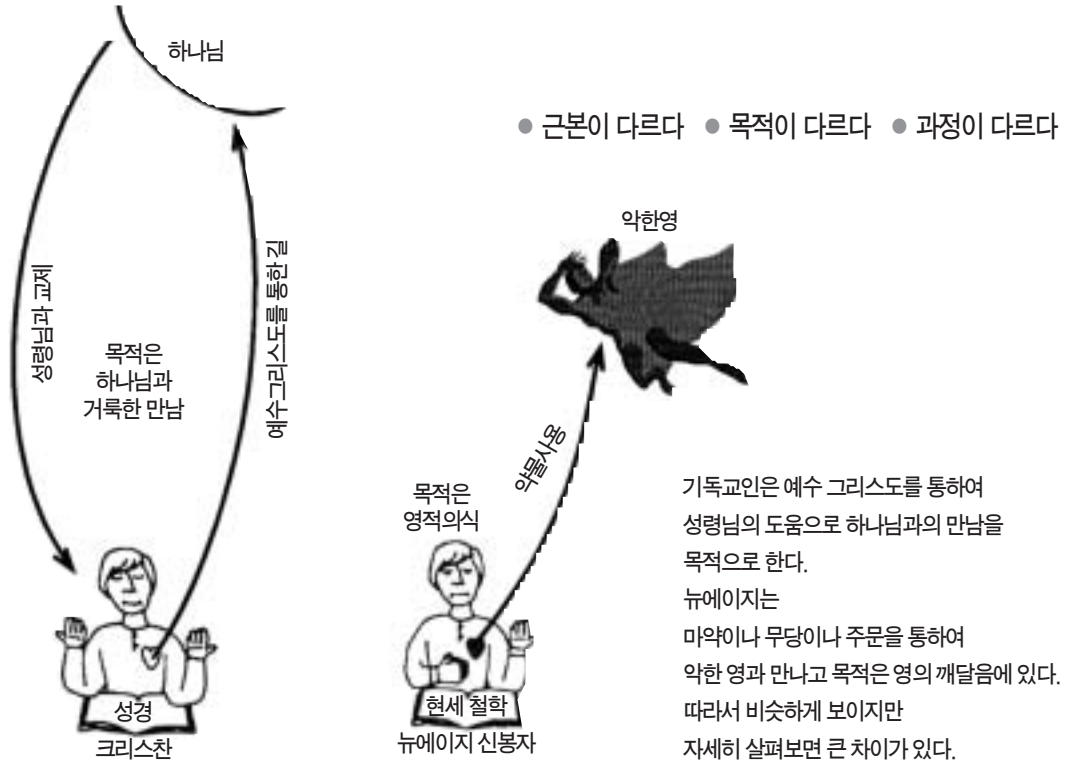 하나님
● 근본이 다르다 ● 목적이 다르다 ● 과정이 다르다
성령님과 교제
목적은
하나님과
거룩한 만남
예수그리스도를 통한 길
성경
크리스찬
악한영
약물사용
목적은
영적의식
현세 철학
뉴에이지 신봉자
기독교인은 예수 그리스도를 통하여
성령님의 도움으로 하나님과의 만남을
목적으로 한다.
뉴에이지는
마약이나 무당이나 주문을 통하여
악한 영과 만나고 목적은 영의 깨달음에 있다.
따라서 비슷하게 보이지만
자세히 살펴보면 큰 차이가 있다.